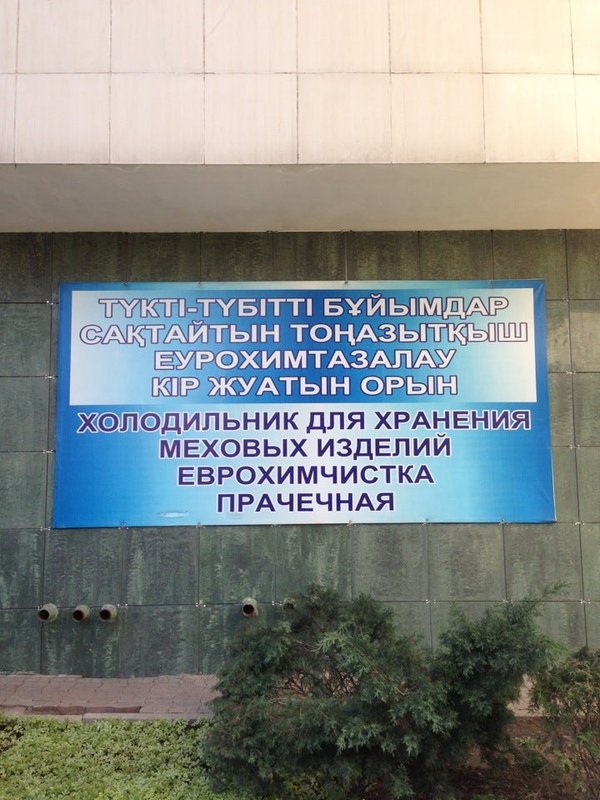 ТҮКТІ-ТҮБІТТІ БҰЙЫМДАР
САҚТАЙТЫН ТОҢАЗЫТҚЫШ
ЕУРОХИМТАЗАЛАУ
КІР ЖУАТЫН ОРЫН
ХОЛОДИЛЬНИК ДЛЯ ХРАНЕНИЯ
МЕХОВЫХ ИЗДЕЛИЙ
ЕВРОХИМЧИСТКА
ПРАЧЕЧНАЯ